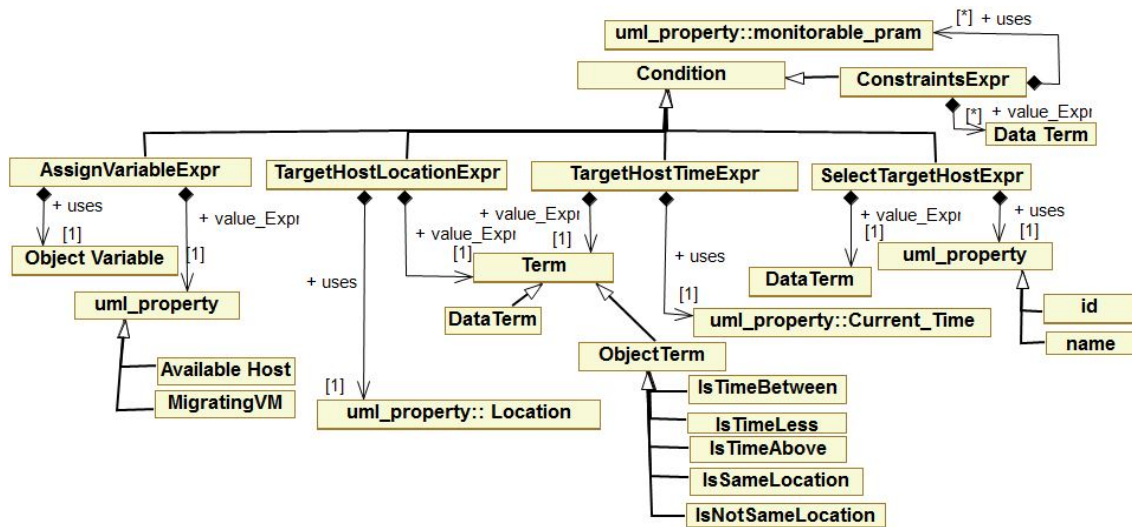 [*] + uses
uml_property::monitorable_pram
Condition
ConstraintsExpr
+ value_Expr
[*]
Data Term
AssignVariableExpr
TargetHostLocationExpr
TargetHostTimeExpr
SelectTargetHostExpr
+ uses
[1]
+ value_Expr
[1]
Object Variable
uml_property
Available Host
MigratingVM
+ uses
[1]
+ value_Expr
[1]
uml_property:: Location
+ value_Expr
[1]
+ uses
[1]
Term
DataTerm
uml_property::Current_Time
ObjectTerm
IsTimeBetween
IsTimeLess
IsTimeAbove
IsSameLocation
IsNotSameLocation
+ value_Expr
[1]
+ uses
[1]
DataTerm
uml_property
id
name